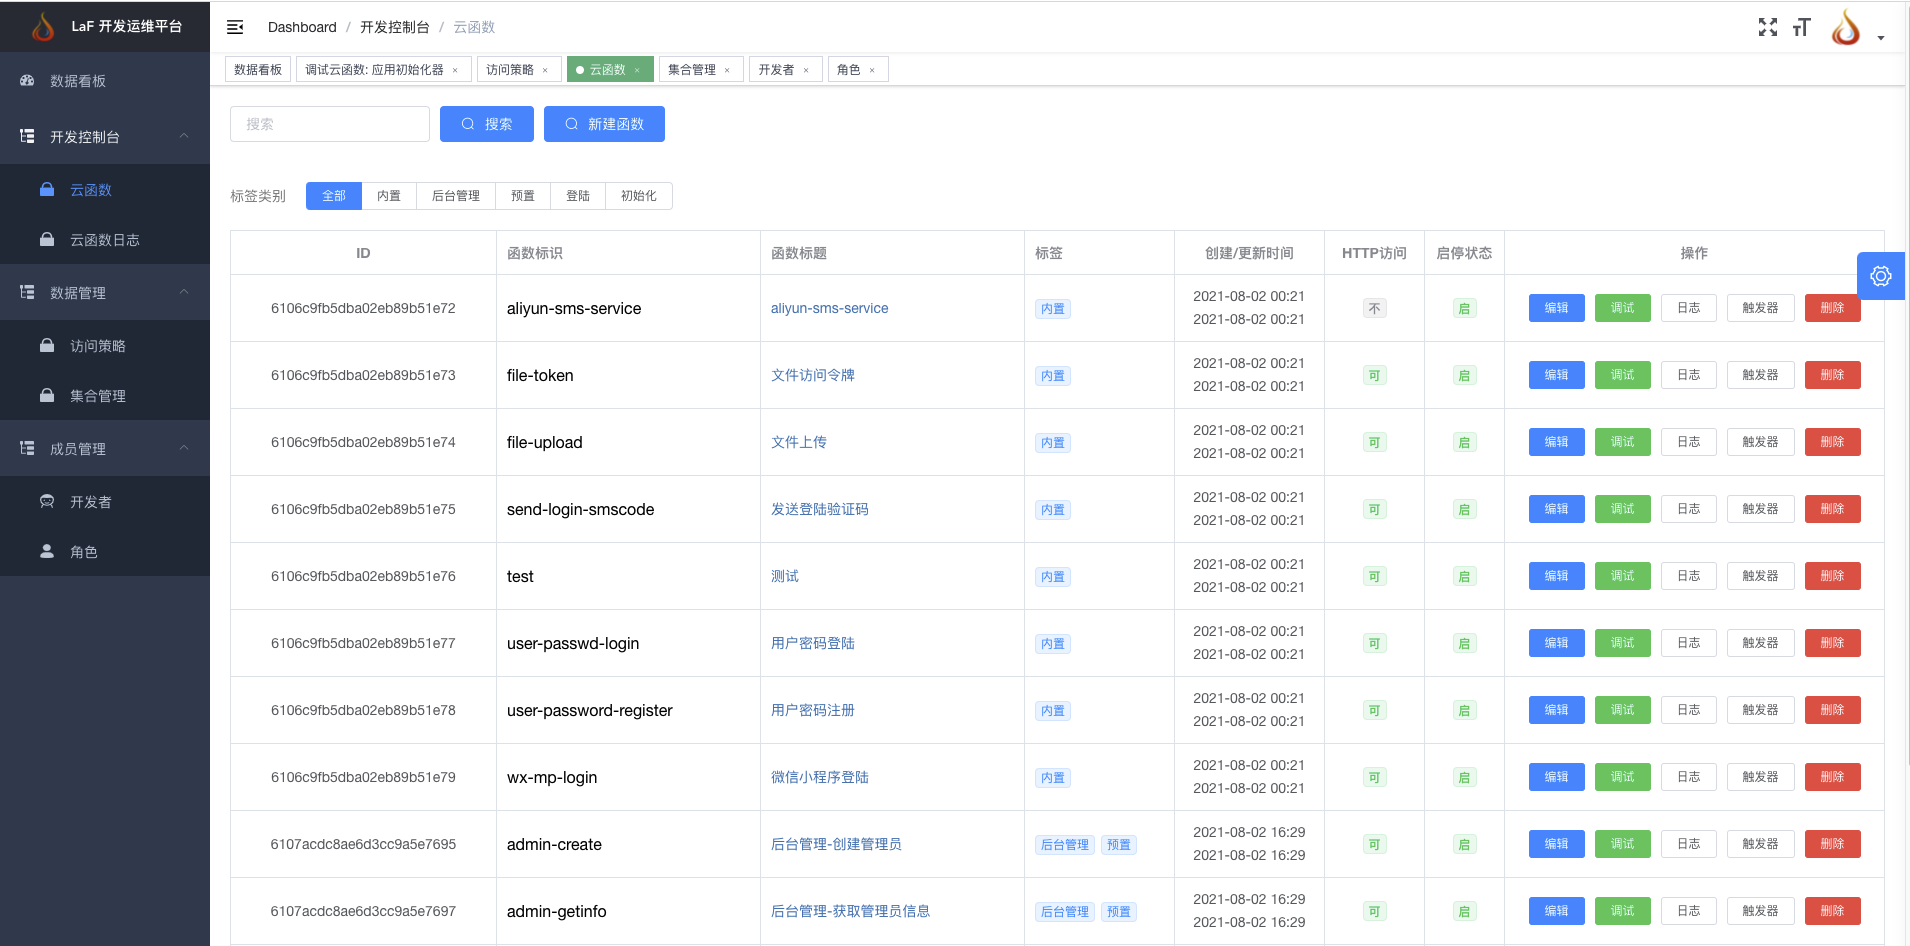 LaF 开发运维平台
数据看板
开发控制台
云函数
云函数日志
数据管理
访问策略
集合管理
成员管理
开发者
角色
Dashboard / 开发控制台 / 云函数
数据看板 调试云函数: 应用初始化器 × 访问策略 × 云函数 × 集合管理 × 开发者 × 角色 ×
搜索 搜索 新建函数
标签类别 全部 内置 后台管理 预置 登陆 初始化
ID 函数标识 函数标题 标签 创建/更新时间 HTTP访问 启停状态 操作
6106c9fb5dba02eb89b51e72 aliyun-sms-service aliyun-sms-service 内置 2021-08-02 00:21 不 启 编辑 调试 日志 触发器 删除
2021-08-02 00:21
6106c9fb5dba02eb89b51e73 file-token 文件访问令牌 内置 2021-08-02 00:21 可 启 编辑 调试 日志 触发器 删除
2021-08-02 00:21
6106c9fb5dba02eb89b51e74 file-upload 文件上传 内置 2021-08-02 00:21 可 启 编辑 调试 日志 触发器 删除
2021-08-02 00:21
6106c9fb5dba02eb89b51e75 send-login-smscode 发送登陆验证码 内置 2021-08-02 00:21 可 启 编辑 调试 日志 触发器 删除
2021-08-02 00:21
6106c9fb5dba02eb89b51e76 test 测试 内置 2021-08-02 00:21 可 启 编辑 调试 日志 触发器 删除
2021-08-02 00:21
6106c9fb5dba02eb89b51e77 user-passwd-login 用户密码登陆 内置 2021-08-02 00:21 可 启 编辑 调试 日志 触发器 删除
2021-08-02 00:21
6106c9fb5dba02eb89b51e78 user-password-register 用户密码注册 内置 2021-08-02 00:21 可 启 编辑 调试 日志 触发器 删除
2021-08-02 00:21
6106c9fb5dba02eb89b51e79 wx-mp-login 微信小程序登陆 内置 2021-08-02 00:21 可 启 编辑 调试 日志 触发器 删除
2021-08-02 00:21
6107acdc8ae6d3cc9a5e7695 admin-create 后台管理-创建管理员 后台管理 预置 2021-08-02 16:29 可 启 编辑 调试 日志 触发器 删除
2021-08-02 16:29
6107acdc8ae6d3cc9a5e7697 admin-getinfo 后台管理-获取管理员信息 后台管理 预置 2021-08-02 16:29 可 启 编辑 调试 日志 触发器 删除
2021-08-02 16:29